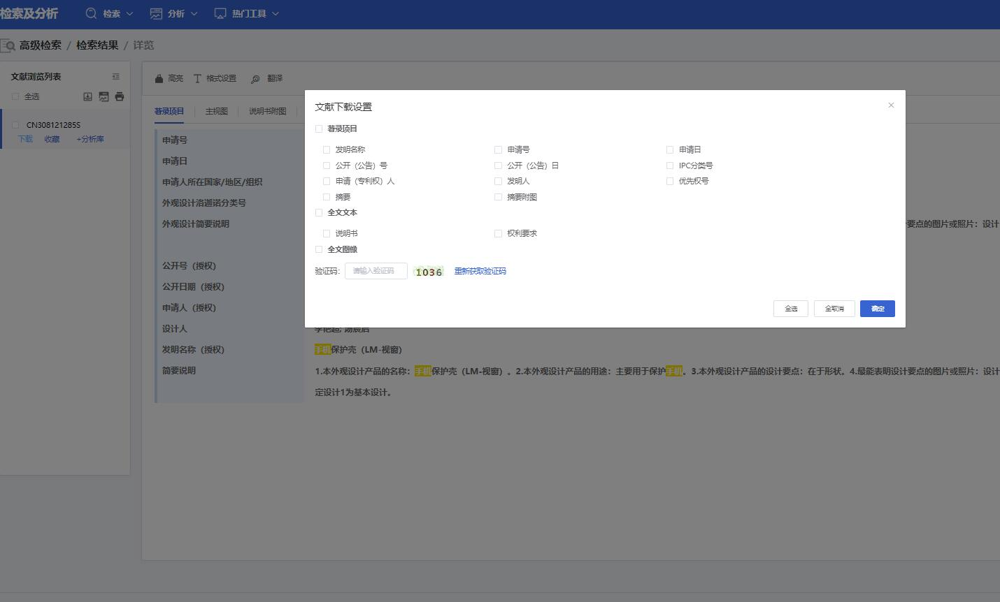 检索及分析 检索 分析 热门工具
高级检索 / 检索结果 / 详览
文献浏览列表
全选
CN308121285S
下载 收藏 +分析库
高亮 格式设置 翻译
著录项目 主视图 说明书附图
申请号
申请日
申请人所在国家/地区/组织
外观设计洛迦诺分类号
外观设计简要说明
要点的图片或照片：设计
公开号（授权）
公开日期（授权）
申请人（授权）
设计人
发明名称（授权） 手机保护壳（LM-视窗）
简要说明 1.本外观设计产品的名称：手机保护壳（LM-视窗）。2.本外观设计产品的用途：主要用于保护手机。3.本外观设计产品的设计要点：在于形状。4.最能表明设计要点的图片或照片：设计
定设计1为基本设计。
文献下载设置
著录项目
发明名称 申请号 申请日
公开（公告）号 公开（公告）日 IPC分类号
申请（专利权）人 发明人 优先权号
摘要 摘要附图
全文文本
说明书 权利要求
全文图像
验证码: 请输入验证码 1036 重新获取验证码
全选 全取消 确定